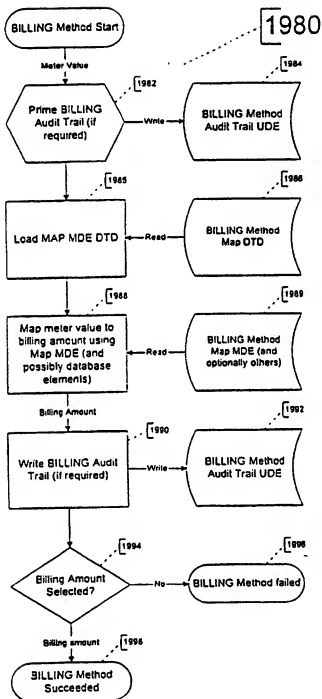 BILLING Method Start
1980
Meter Value
1982
1984
Prime BILLING
Audit Trail (if
required)
Write
BILLING Method
Audit Trail UDE
1985
1986
Load MAP MDE DTD
Read
BILLING Method
Map DTD
1988
1989
Map meter value to
billing amount using
Map MDE (and
possibly database
elements)
Read
BILLING Method
Map MDE (and
optionally others)
Billing Amount
1990
1992
Write BILLING Audit
Trail (if required)
Write
BILLING Method
Audit Trail UDE
1994
1996
Billing Amount
Selected?
No
BILLING Method failed
Billing amount
1998
BILLING Method
Succeeded